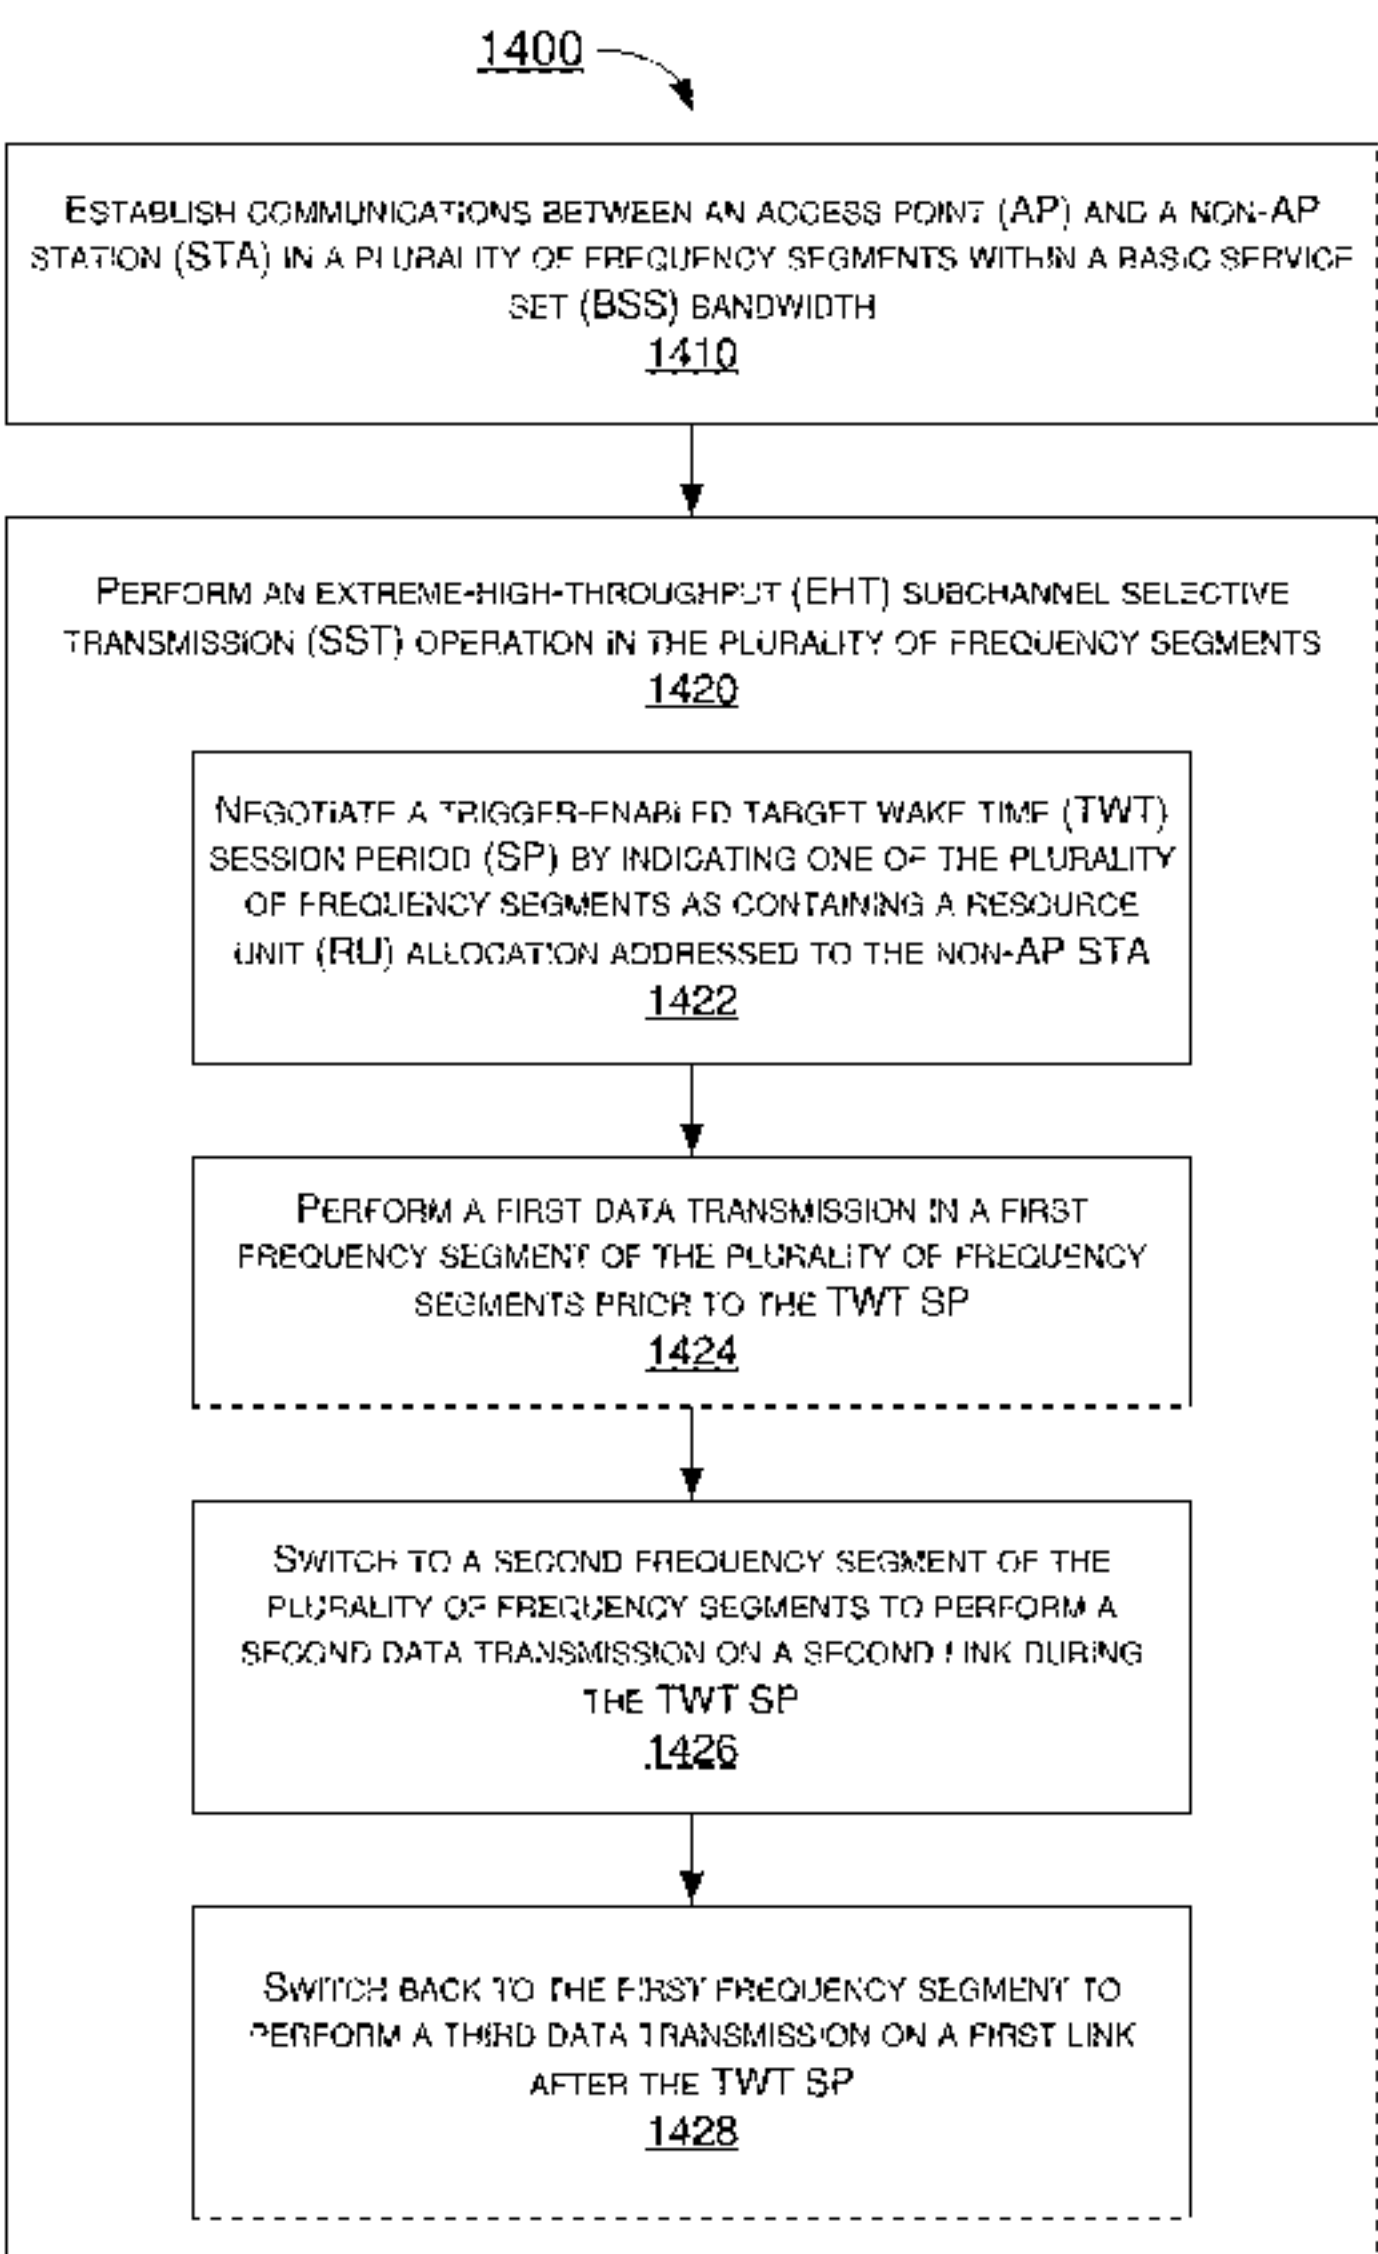 1400
ESTABLISH COMMUNICATIONS BETWEEN AN ACCESS POINT (AP) AND A NON-AP
STATION (STA) IN A PLURALITY OF FREQUENCY SEGMENTS WITHIN A BASIC SERVICE
SET (BSS) BANDWIDTH
1410
PERFORM AN EXTREME-HIGH-THROUGHPUT (EHT) SUBCHANNEL SELECTIVE
TRANSMISSION (SST) OPERATION IN THE PLURALITY OF FREQUENCY SEGMENTS
1420
NEGOTIATE A TRIGGER-ENABLED TARGET WAKE TIME (TWT)
SESSION PERIOD (SP) BY INDICATING ONE OF THE PLURALITY
OF FREQUENCY SEGMENTS AS CONTAINING A RESOURCE
UNIT (RU) ALLOCATION ADDRESSED TO THE NON-AP STA
1422
PERFORM A FIRST DATA TRANSMISSION IN A FIRST
FREQUENCY SEGMENT OF THE PLURALITY OF FREQUENCY
SEGMENTS PRIOR TO THE TWT SP
1424
SWITCH TO A SECOND FREQUENCY SEGMENT OF THE
PLURALITY OF FREQUENCY SEGMENTS TO PERFORM A
SECOND DATA TRANSMISSION ON A SECOND LINK DURING
THE TWT SP
1426
SWITCH BACK TO THE FIRST FREQUENCY SEGMENT TO
PERFORM A THIRD DATA TRANSMISSION ON A FIRST LINK
AFTER THE TWT SP
1428